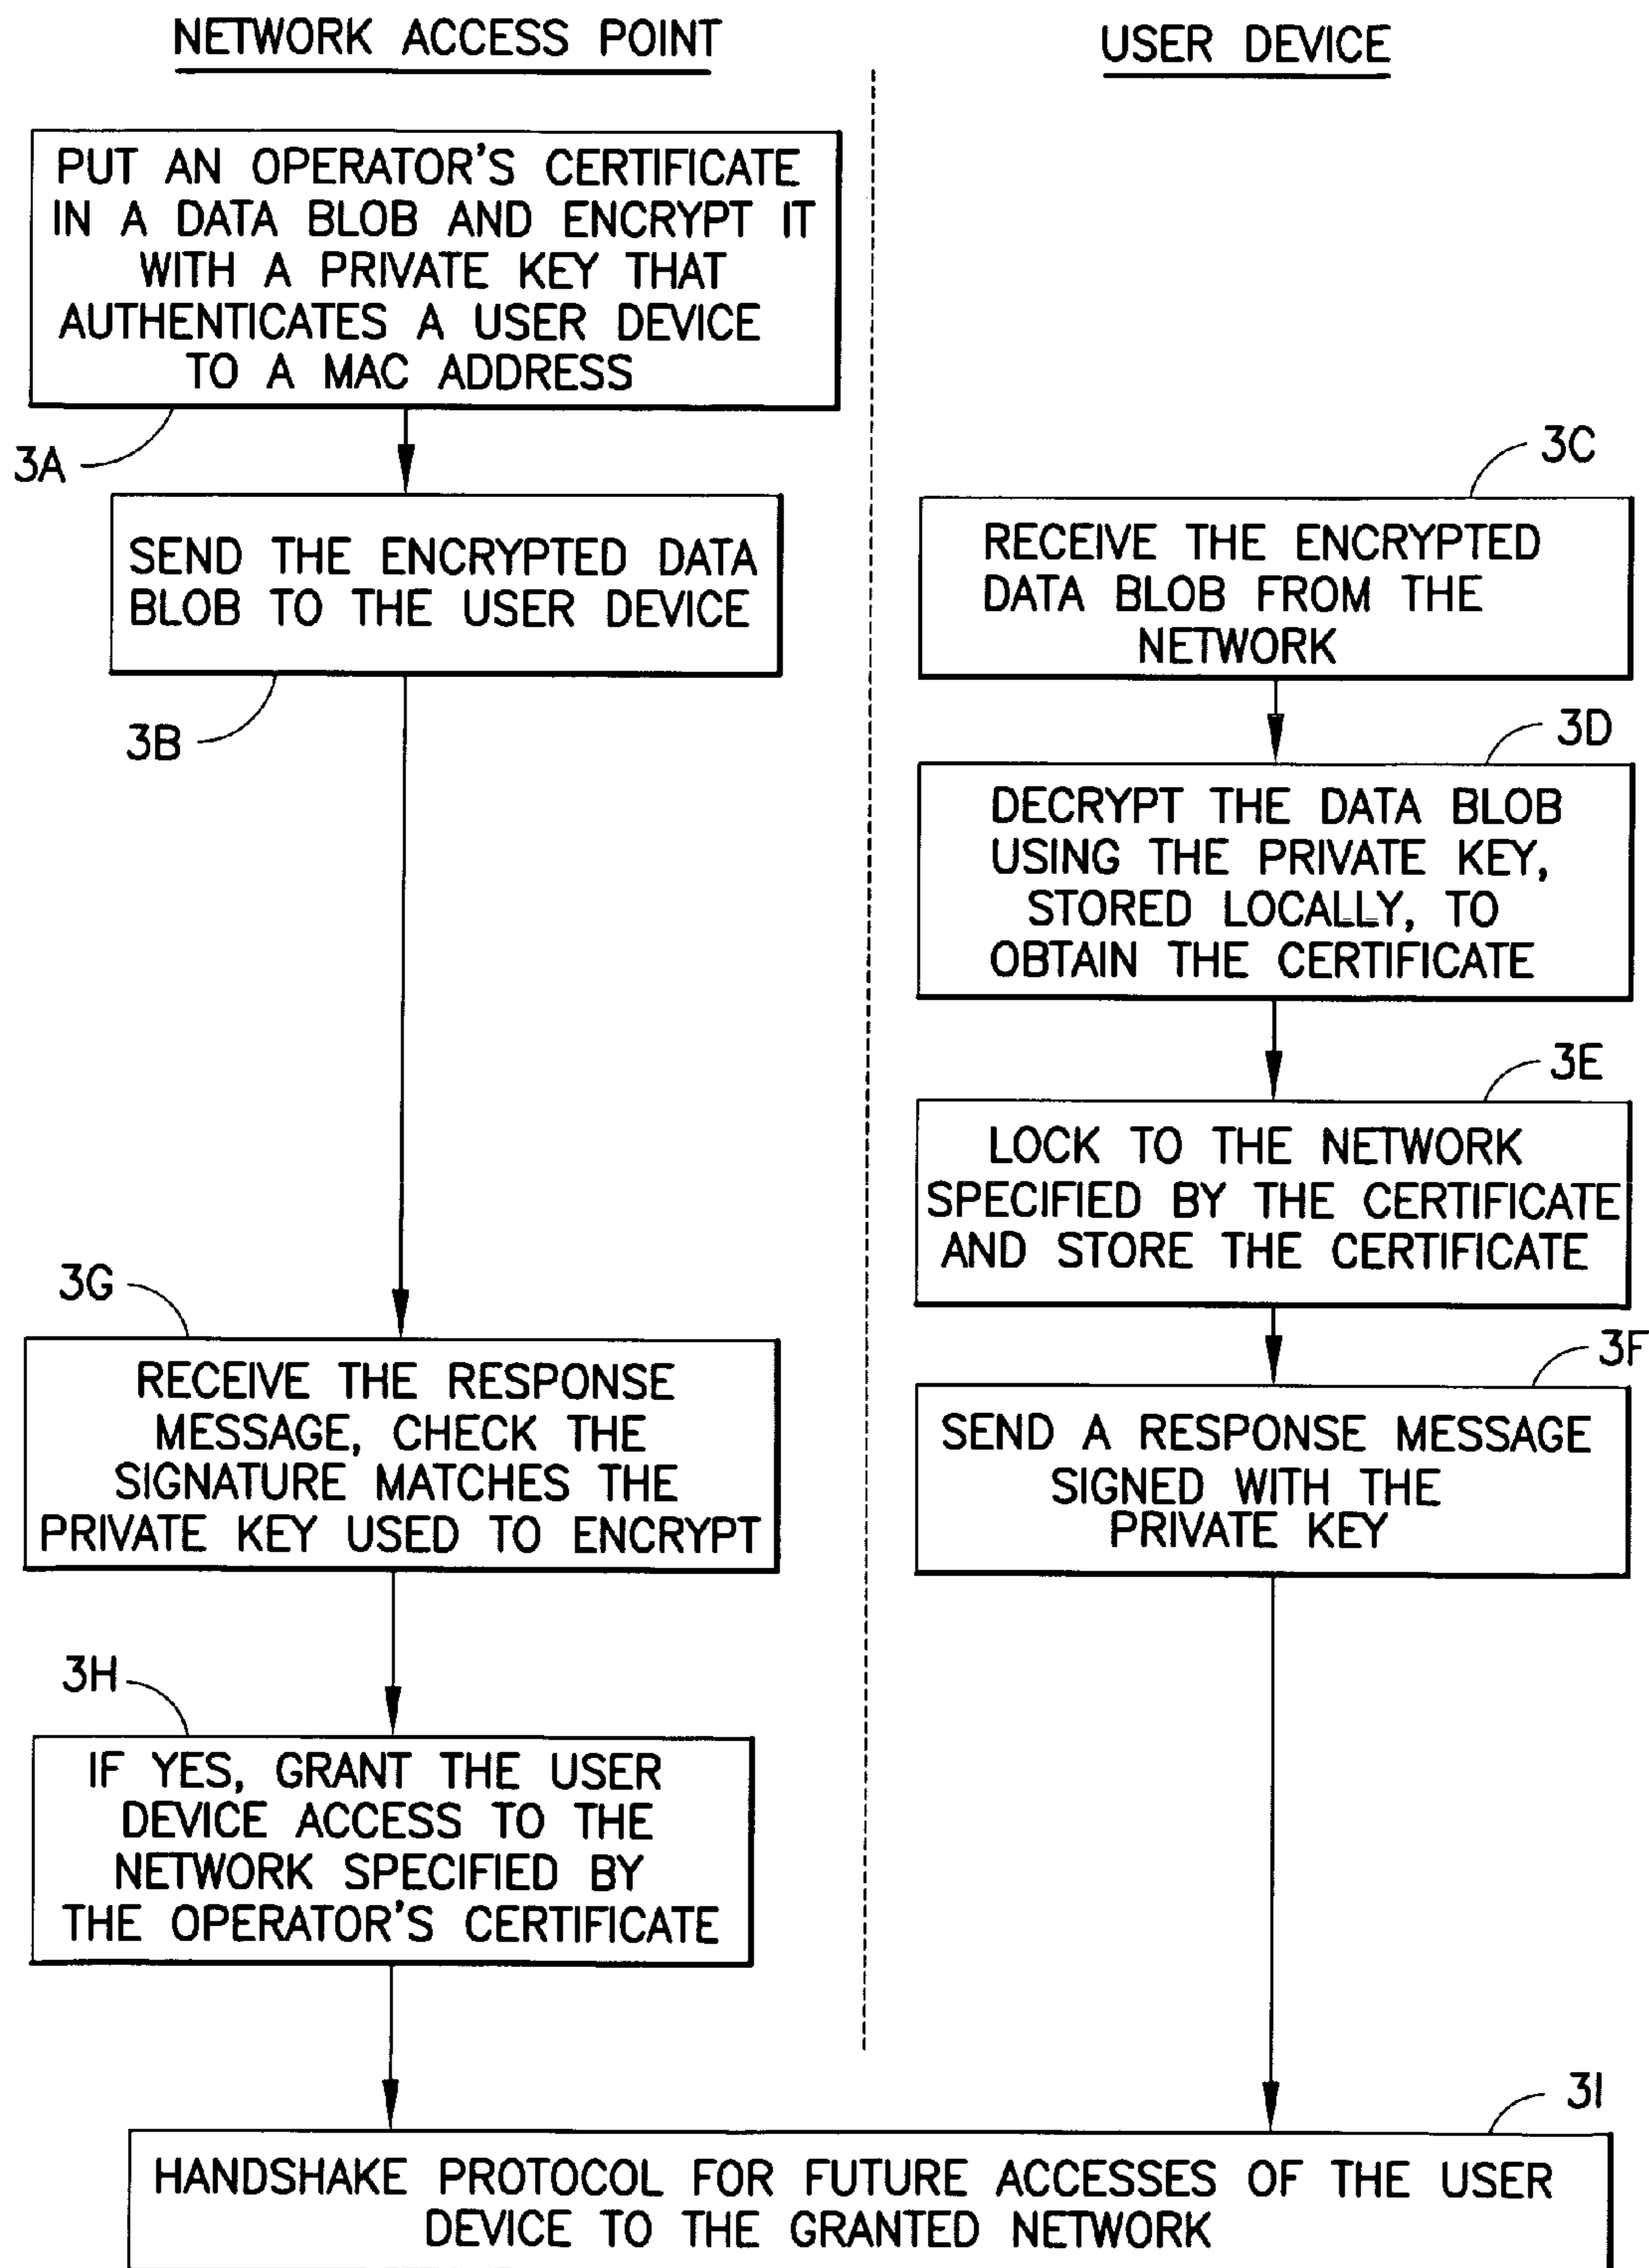 NETWORK ACCESS POINT
USER DEVICE
PUT AN OPERATOR'S CERTIFICATE
IN A DATA BLOB AND ENCRYPT IT
WITH A PRIVATE KEY THAT
AUTHENTICATES A USER DEVICE
TO A MAC ADDRESS
3A
SEND THE ENCRYPTED DATA
BLOB TO THE USER DEVICE
3B
3C
RECEIVE THE ENCRYPTED
DATA BLOB FROM THE
NETWORK
3D
DECRYPT THE DATA BLOB
USING THE PRIVATE KEY,
STORED LOCALLY, TO
OBTAIN THE CERTIFICATE
3E
LOCK TO THE NETWORK
SPECIFIED BY THE CERTIFICATE
AND STORE THE CERTIFICATE
3F
SEND A RESPONSE MESSAGE
SIGNED WITH THE
PRIVATE KEY
3G
RECEIVE THE RESPONSE
MESSAGE, CHECK THE
SIGNATURE MATCHES THE
PRIVATE KEY USED TO ENCRYPT
3H
IF YES, GRANT THE USER
DEVICE ACCESS TO THE
NETWORK SPECIFIED BY
THE OPERATOR'S CERTIFICATE
3I
HANDSHAKE PROTOCOL FOR FUTURE ACCESSES OF THE USER
DEVICE TO THE GRANTED NETWORK